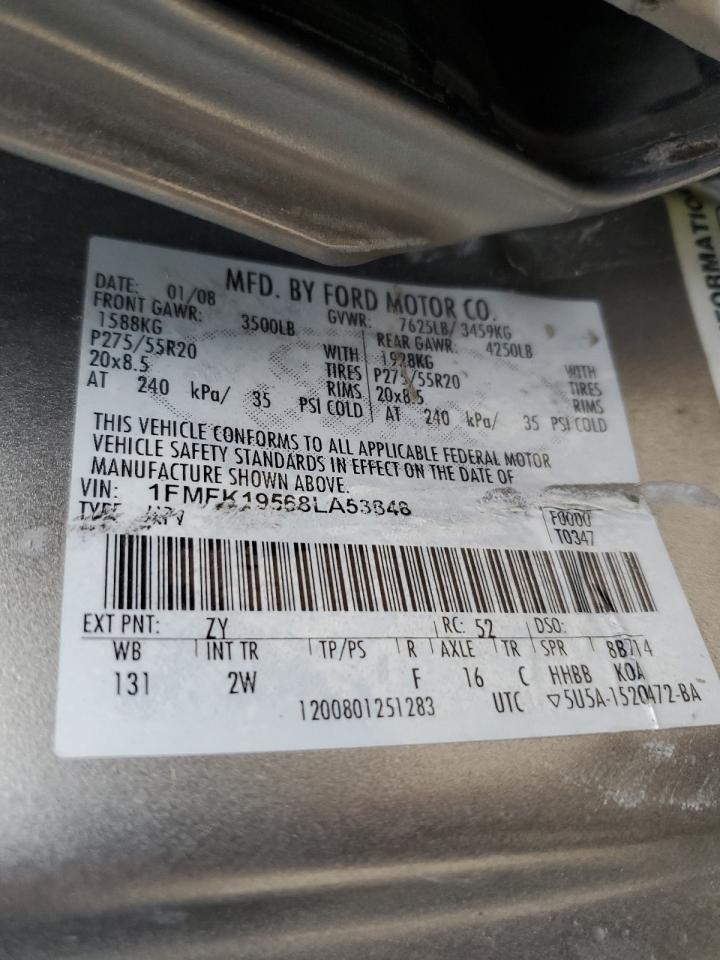 MFD. BY FORD MOTOR CO.
DATE: 01/08 GVWR: 7625LB/ 3459KG
FRONT GAWR: 3500LB REAR GAWR: 4250LB
1588KG WITH 1928KG WITH
P275/55R20 TIRES P275/55R20 TIRES
20x8.5 RIMS 20x8.5 RIMS
AT 240 kPa/ 35 PSI COLD AT 240 kPa/ 35 PSI COLD
THIS VEHICLE CONFORMS TO ALL APPLICABLE FEDERAL MOTOR
VEHICLE SAFETY STANDARDS IN EFFECT ON THE DATE OF
MANUFACTURE SHOWN ABOVE.
VIN: 1FMFK19568LA53848
TYPE F0000
T0347
EXT PNT: ZY RC: 52 DSO:
WB INT TR TP/PS R AXLE TR SPR 8B214
131 2W F 16 C HHBB KOA
1200801251283 UTC ▽5U5A-1520472-BA